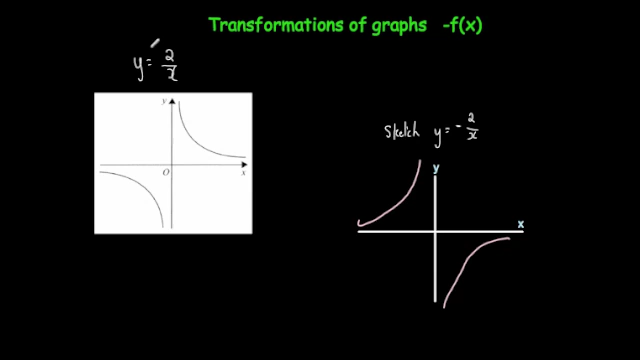 Transformations of graphs -f(x)
y = 2/x
y
O
x
Sketch y = -2/x
y
x